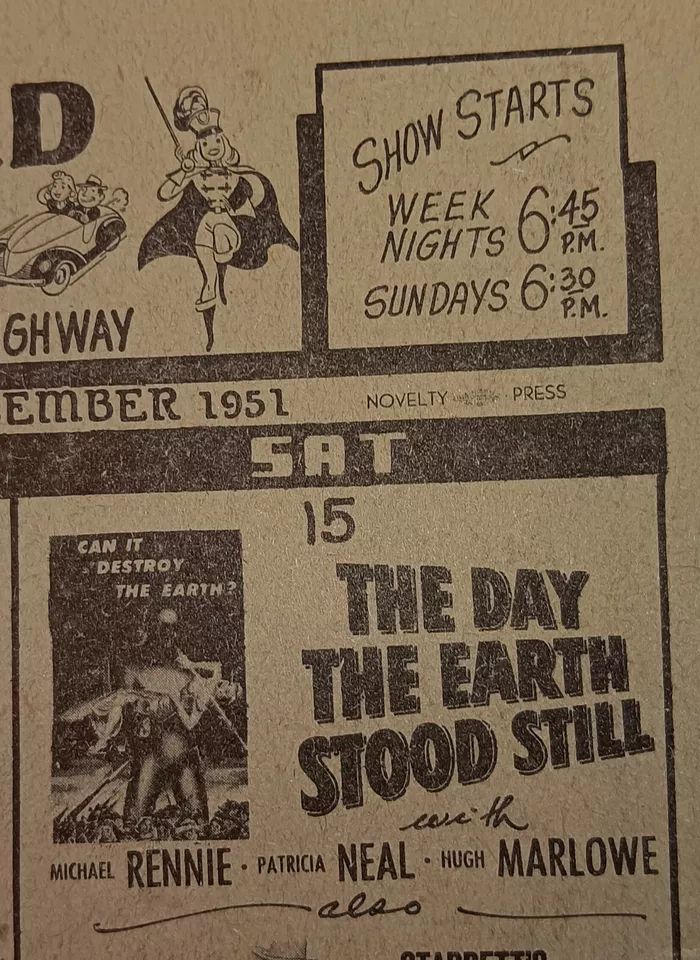 D
GHWAY
SHOW STARTS
WEEK NIGHTS 6:45 P.M.
SUNDAYS 6:30 P.M.
EMBER 1951
NOVELTY PRESS
SAT
15
CAN IT
DESTROY
THE EARTH?
THE DAY
THE EARTH
STOOD STILL
with
MICHAEL RENNIE · PATRICIA NEAL · HUGH MARLOWE
also